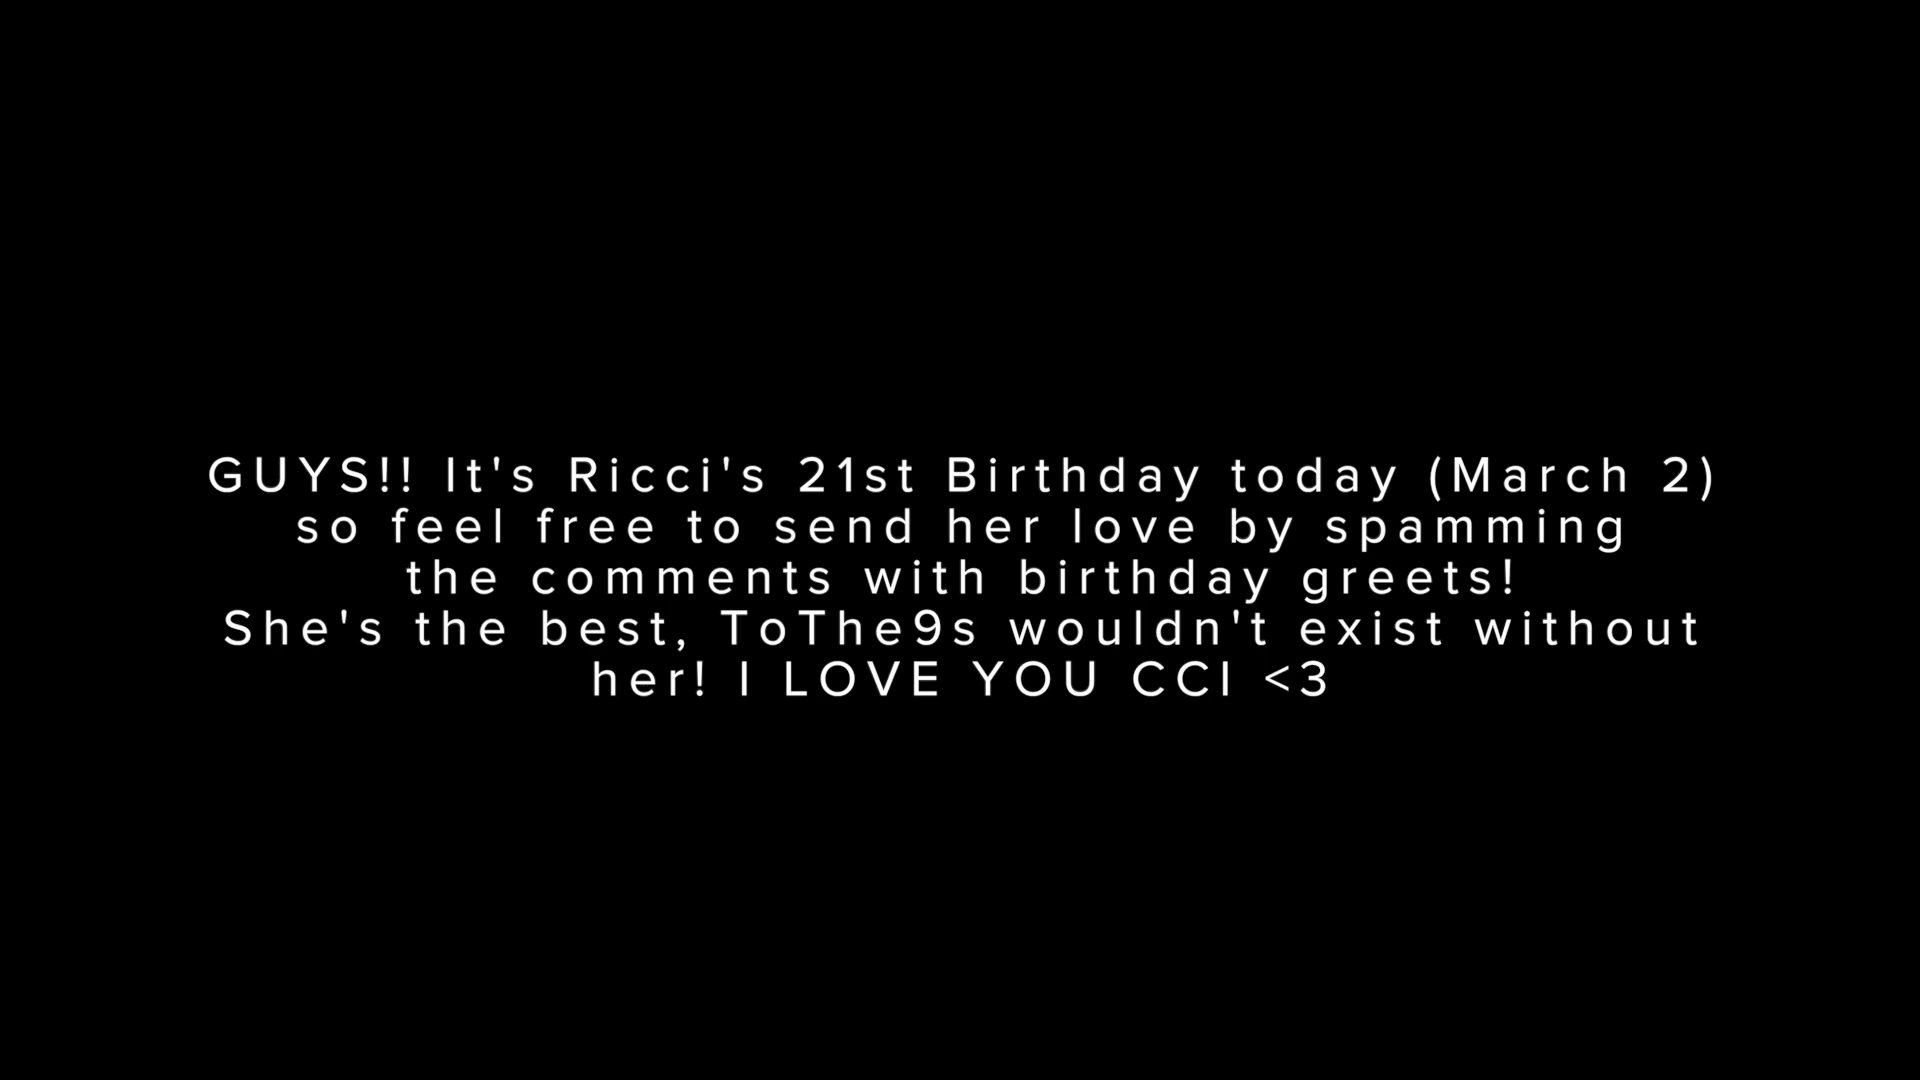 GUYS!! It's Ricci's 21st Birthday today (March 2)
so feel free to send her love by spamming
the comments with birthday greets!
She's the best, ToThe9s wouldn't exist without
her! I LOVE YOU CCI <3